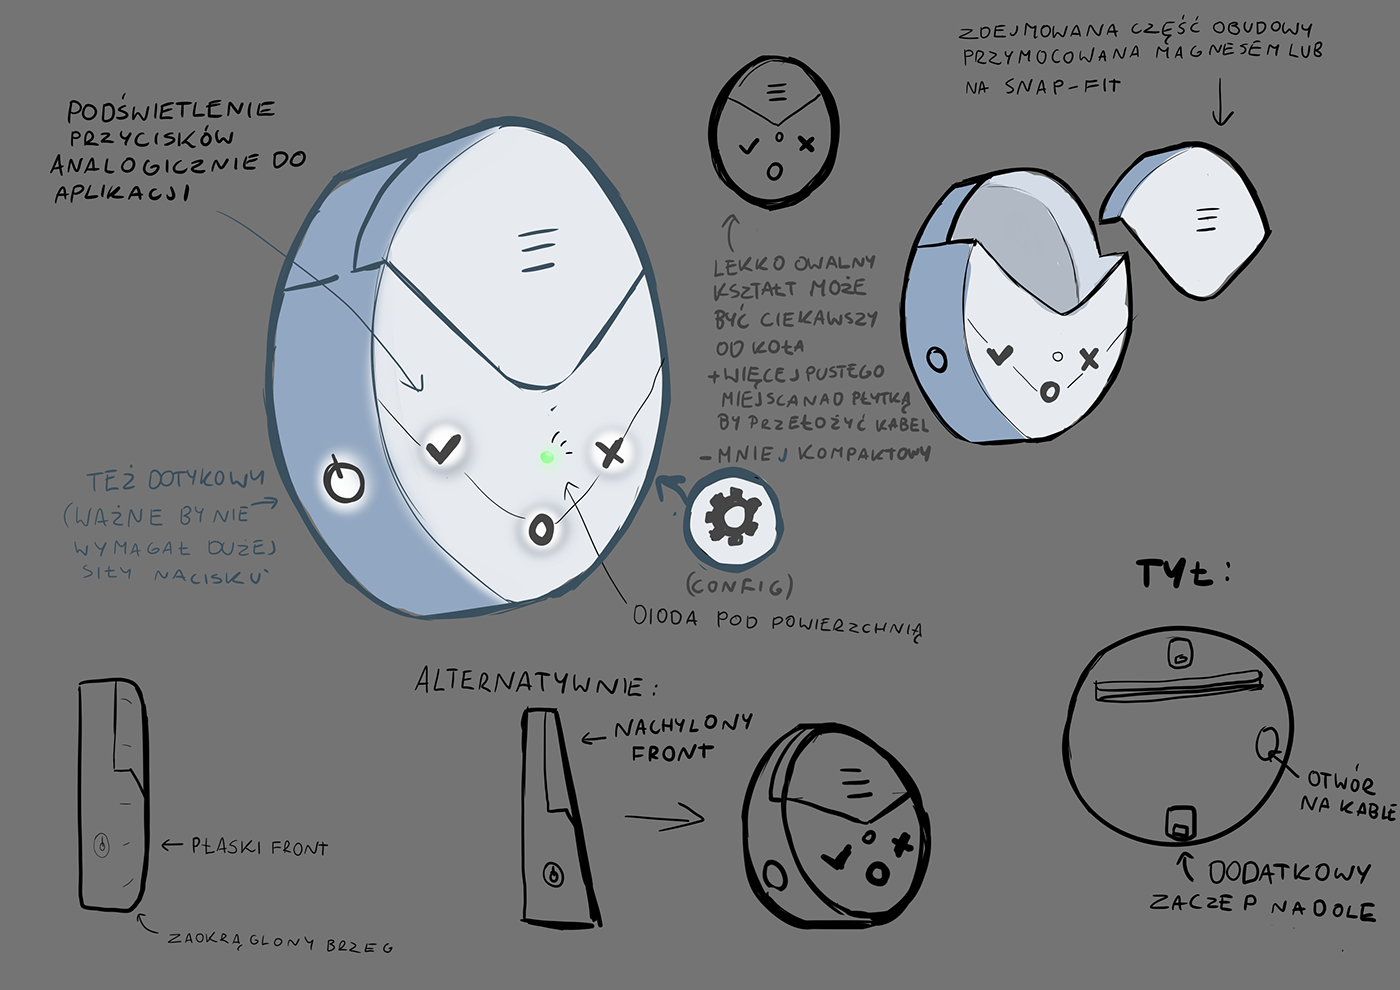 PODŚWIETLENIE
PRZYCISKÓW
ANALOGICZNIE DO
APLIKACJI
ZDEJMOWANA CZĘŚĆ OBUDOWY
PRZYMOCOWANA MAGNESEM LUB
NA SNAP-FIT
LEKKO OWALNY
KSZTAŁT MOŻE
BYĆ CIEKAWSZY
OD KOŁA
+ WIĘCEJ PUSTEGO
MIEJSCA NAD PŁYTKĄ
BY PRZEŁOŻYĆ KABEL
- MNIEJ KOMPAKTOWY
TEŻ DOTYKOWY
(WAŻNE BY NIE
WYMAGAŁ DUŻEJ
SIŁY NACISKU
(CONFIG)
DIODA POD POWIERZCHNIĄ
TYŁ:
OTWÓR
NA KABLE
DODATKOWY
ZACZEP NA DOLE
ALTERNATYWNIE:
NACHYLONY
FRONT
PŁASKI FRONT
ZAOKRĄGLONY BRZEG